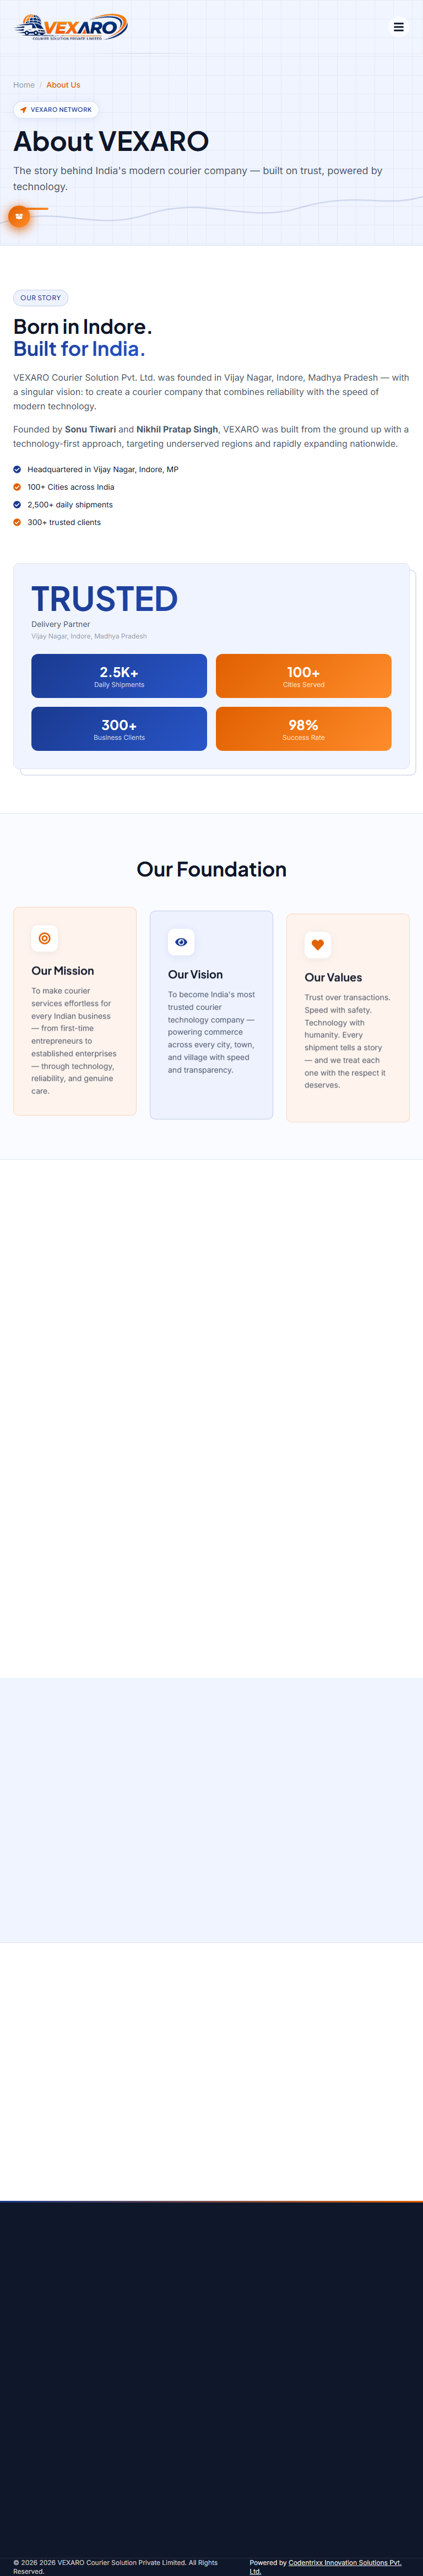 VEXARO
COURIER SOLUTION PRIVATE LIMITED
Home / About Us
VEXARO NETWORK
About VEXARO
The story behind India's modern courier company — built on trust, powered by
technology.
OUR STORY
Born in Indore.
Built for India.
VEXARO Courier Solution Pvt. Ltd. was founded in Vijay Nagar, Indore, Madhya Pradesh — with
a singular vision: to create a courier company that combines reliability with the speed of
modern technology.
Founded by Sonu Tiwari and Nikhil Pratap Singh, VEXARO was built from the ground up with a
technology-first approach, targeting underserved regions and rapidly expanding nationwide.
Headquartered in Vijay Nagar, Indore, MP
100+ Cities across India
2,500+ daily shipments
300+ trusted clients
TRUSTED
Delivery Partner
Vijay Nagar, Indore, Madhya Pradesh
2.5K+
Daily Shipments
100+
Cities Served
300+
Business Clients
98%
Success Rate
Our Foundation
Our Mission
To make courier
services effortless for
every Indian business
— from first-time
entrepreneurs to
established enterprises
— through technology,
reliability, and genuine
care.
Our Vision
To become India's most
trusted courier
technology company —
powering commerce
across every city, town,
and village with speed
and transparency.
Our Values
Trust over transactions.
Speed with safety.
Technology with
humanity. Every
shipment tells a story
— and we treat each
one with the respect it
deserves.
© 2026 2026 VEXARO Courier Solution Private Limited. All Rights
Reserved.
Powered by Codentrixx Innovation Solutions Pvt.
Ltd.